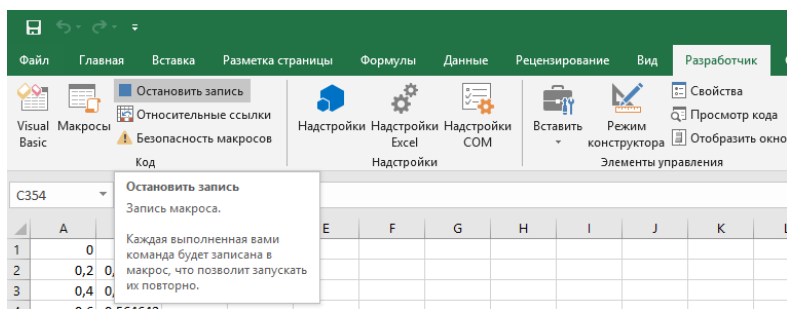 Файл Главная Вставка Разметка страницы Формулы Данные Рецензирование Вид Разработчик
Visual Basic
Макросы
Остановить запись
Относительные ссылки
Безопасность макросов
Код
Надстройки
Надстройки Excel
Надстройки COM
Надстройки
Вставить
Режим конструктора
Свойства
Просмотр кода
Отобразить окно
Элементы управления
C354
Остановить запись
Запись макроса.
Каждая выполненная вами
команда будет записана в
макрос, что позволит запускать
их повторно.
A E F G H I J K
1 0
2 0,2 0,
3 0,4 0,